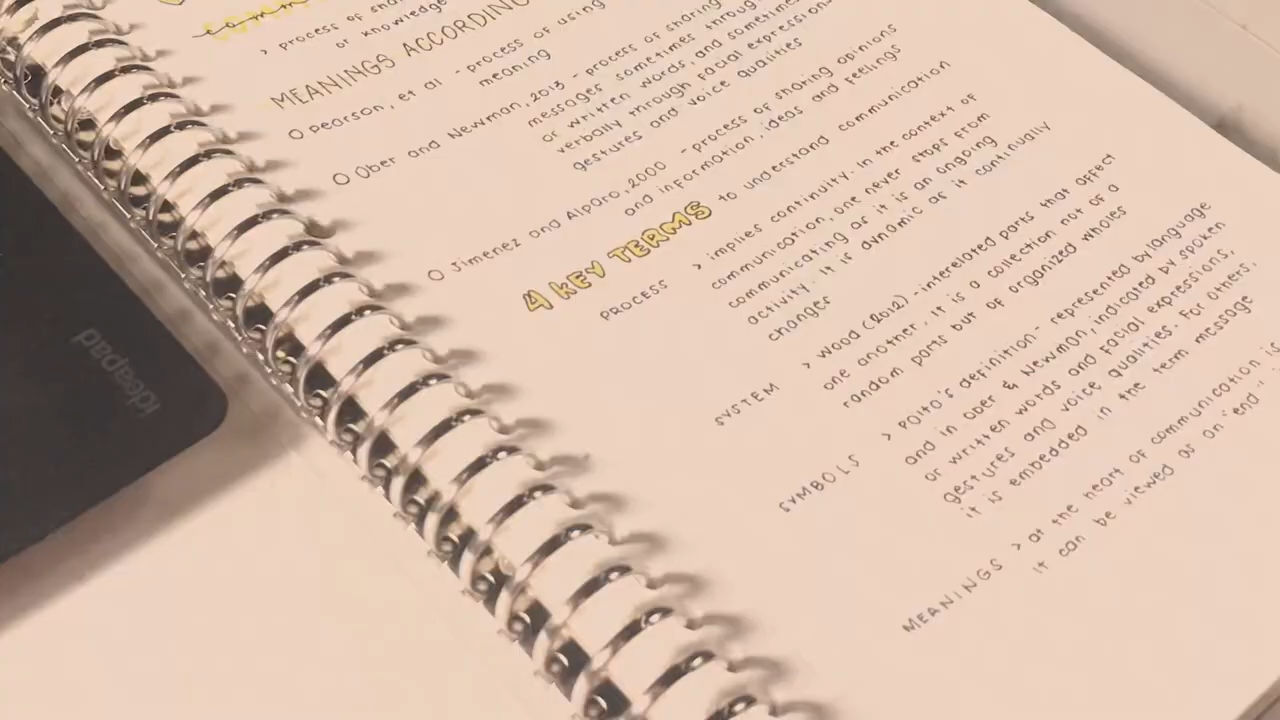 > process of sharing
or knowledge
MEANINGS ACCORDING
O Pearson, et al - process of using
meaning
O Ober and Newman, 2013 - process of sharing
messages sometimes through
or written words, and sometimes
verbally through facial expressions
gestures and voice qualities
O Jimenez and Alparo, 2000 - process of sharing opinions
and information, ideas and feelings
4 KEY TERMS to understand communication
PROCESS > implies continuity. In the context of
communication, one never stops from
communicating as it is an ongoing
activity. It is dynamic as it continually
changes
SYSTEM > Wood (2012) - interelated parts that affect
one another. It is a collection not of a
random parts but of organized wholes
SYMBOLS > Polto's definition - represented by language
and in Ober & Newman, indicated by spoken
or written words and facial expressions,
gestures and voice qualities. For others,
it is embedded in the term message
MEANINGS > at the heart of communication is
It can be viewed as an "end"
ideapad